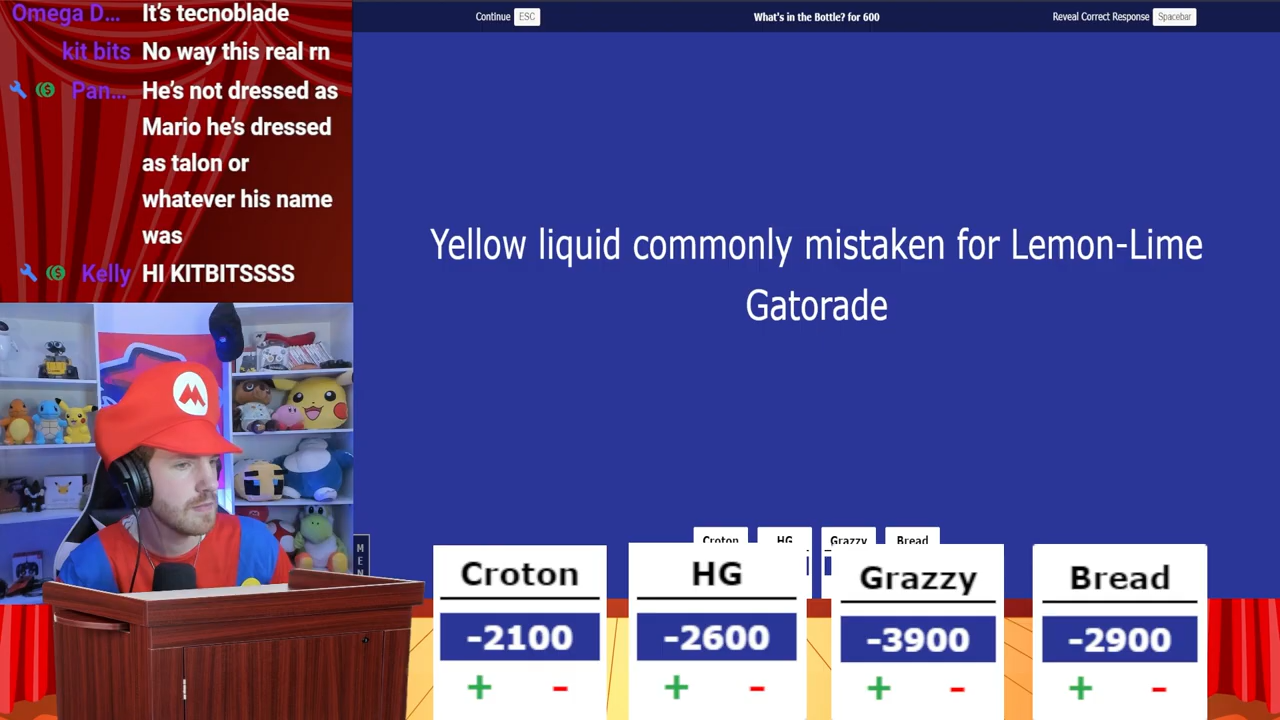 Omega D... It's tecnoblade
kit bits No way this real rn
Pan... He's not dressed as
Mario he's dressed
as talon or
whatever his name
was
Kelly HI KITBITSSSS
Continue ESC
What's in the Bottle? for 600
Reveal Correct Response Spacebar
Yellow liquid commonly mistaken for Lemon-Lime
Gatorade
M
Croton HG Grazzy Bread
M
E
N
Croton HG Grazzy Bread
-2100 -2600 -3900 -2900
+ - + - + - + -